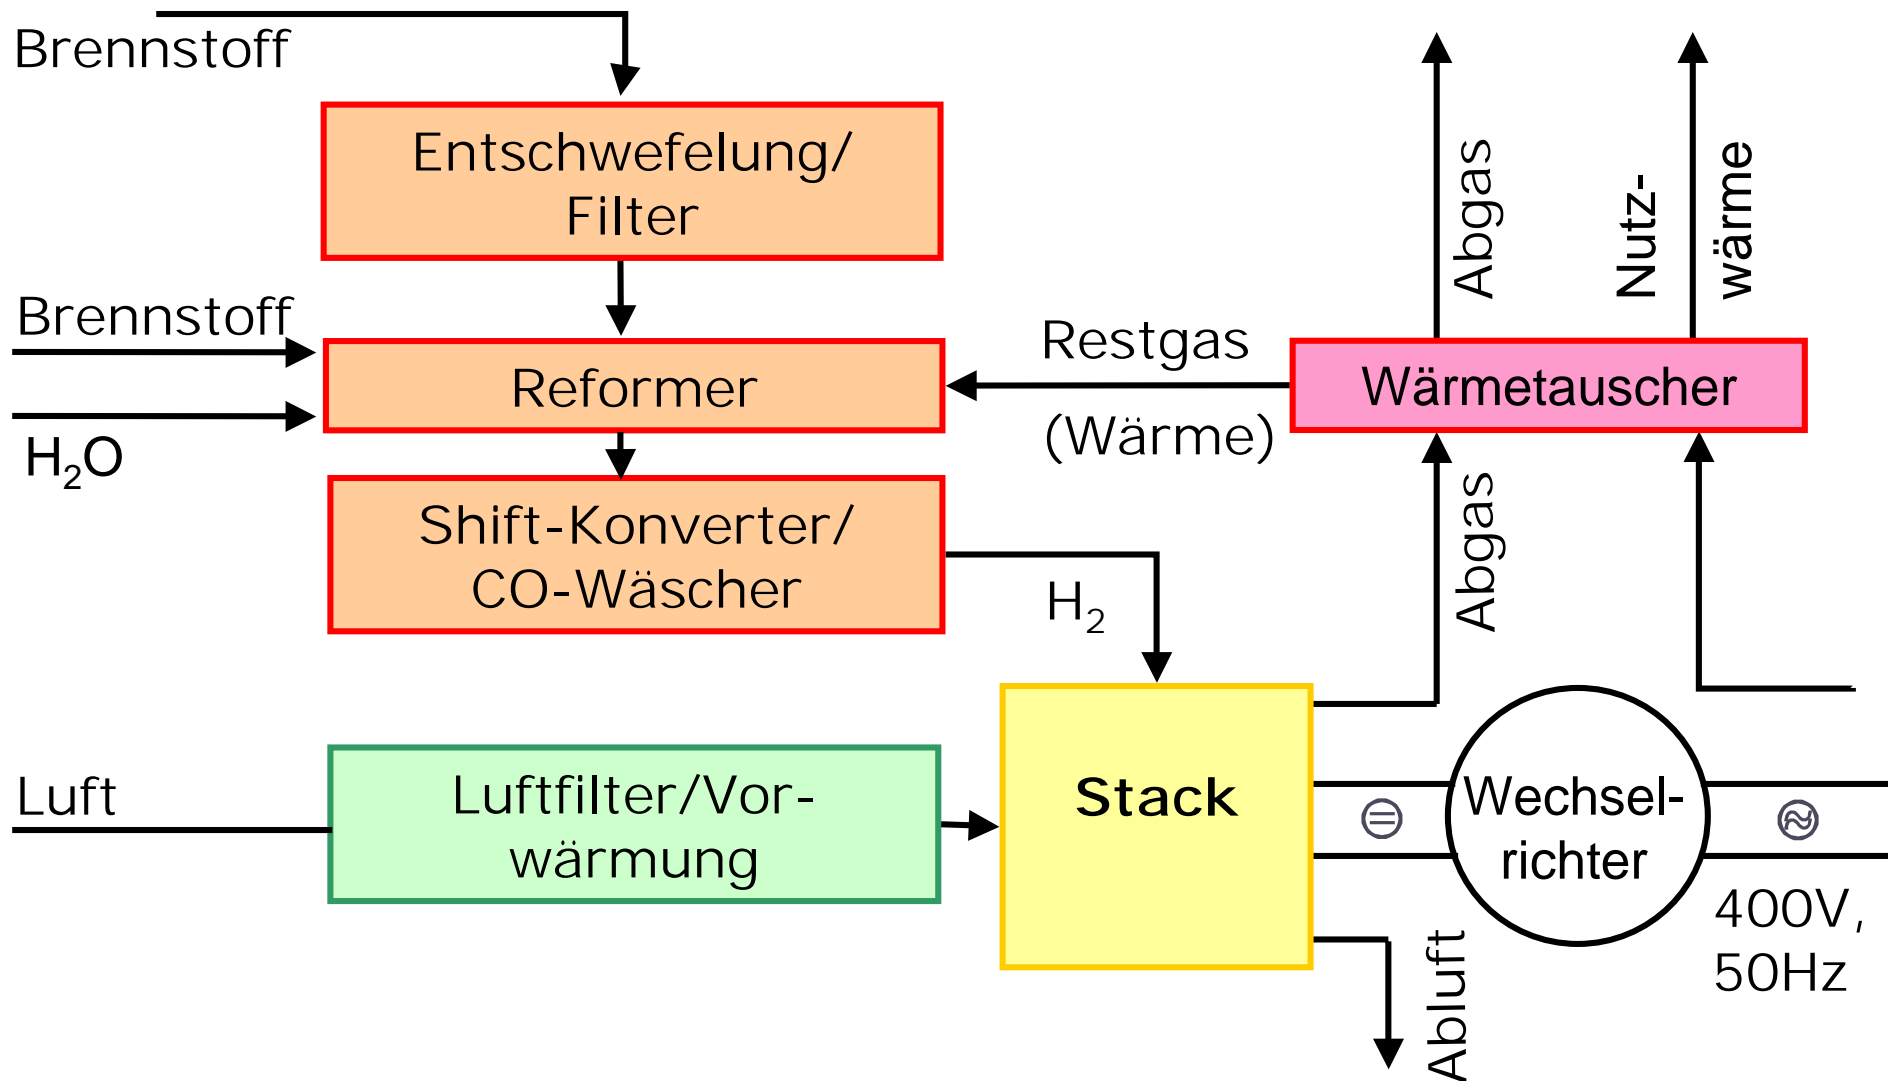 Brennstoff
Entschwefelung/
Filter
Brennstoff
H₂O
Reformer
Restgas
(Wärme)
Abgas
Nutz-
wärme
Wärmetauscher
Shift-Konverter/
CO-Wäscher
H₂
Abgas
Luft
Luftfilter/Vor-
wärmung
Stack
Wechsel-
richter
400V,
50Hz
Abluft